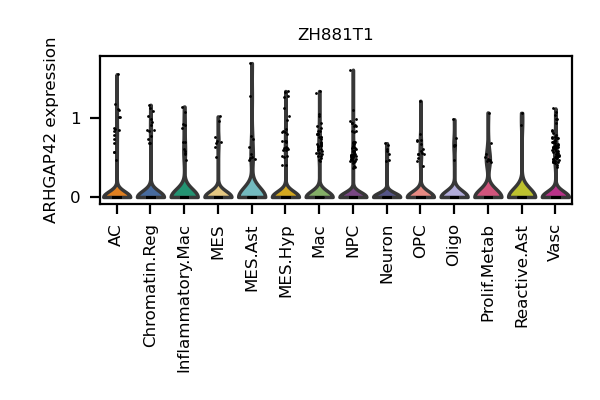 ZH881T1
ARHGAP42 expression
1
0
AC
Chromatin.Reg
Inflammatory.Mac
MES
MES.Ast
MES.Hyp
Mac
NPC
Neuron
OPC
Oligo
Prolif.Metab
Reactive.Ast
Vasc